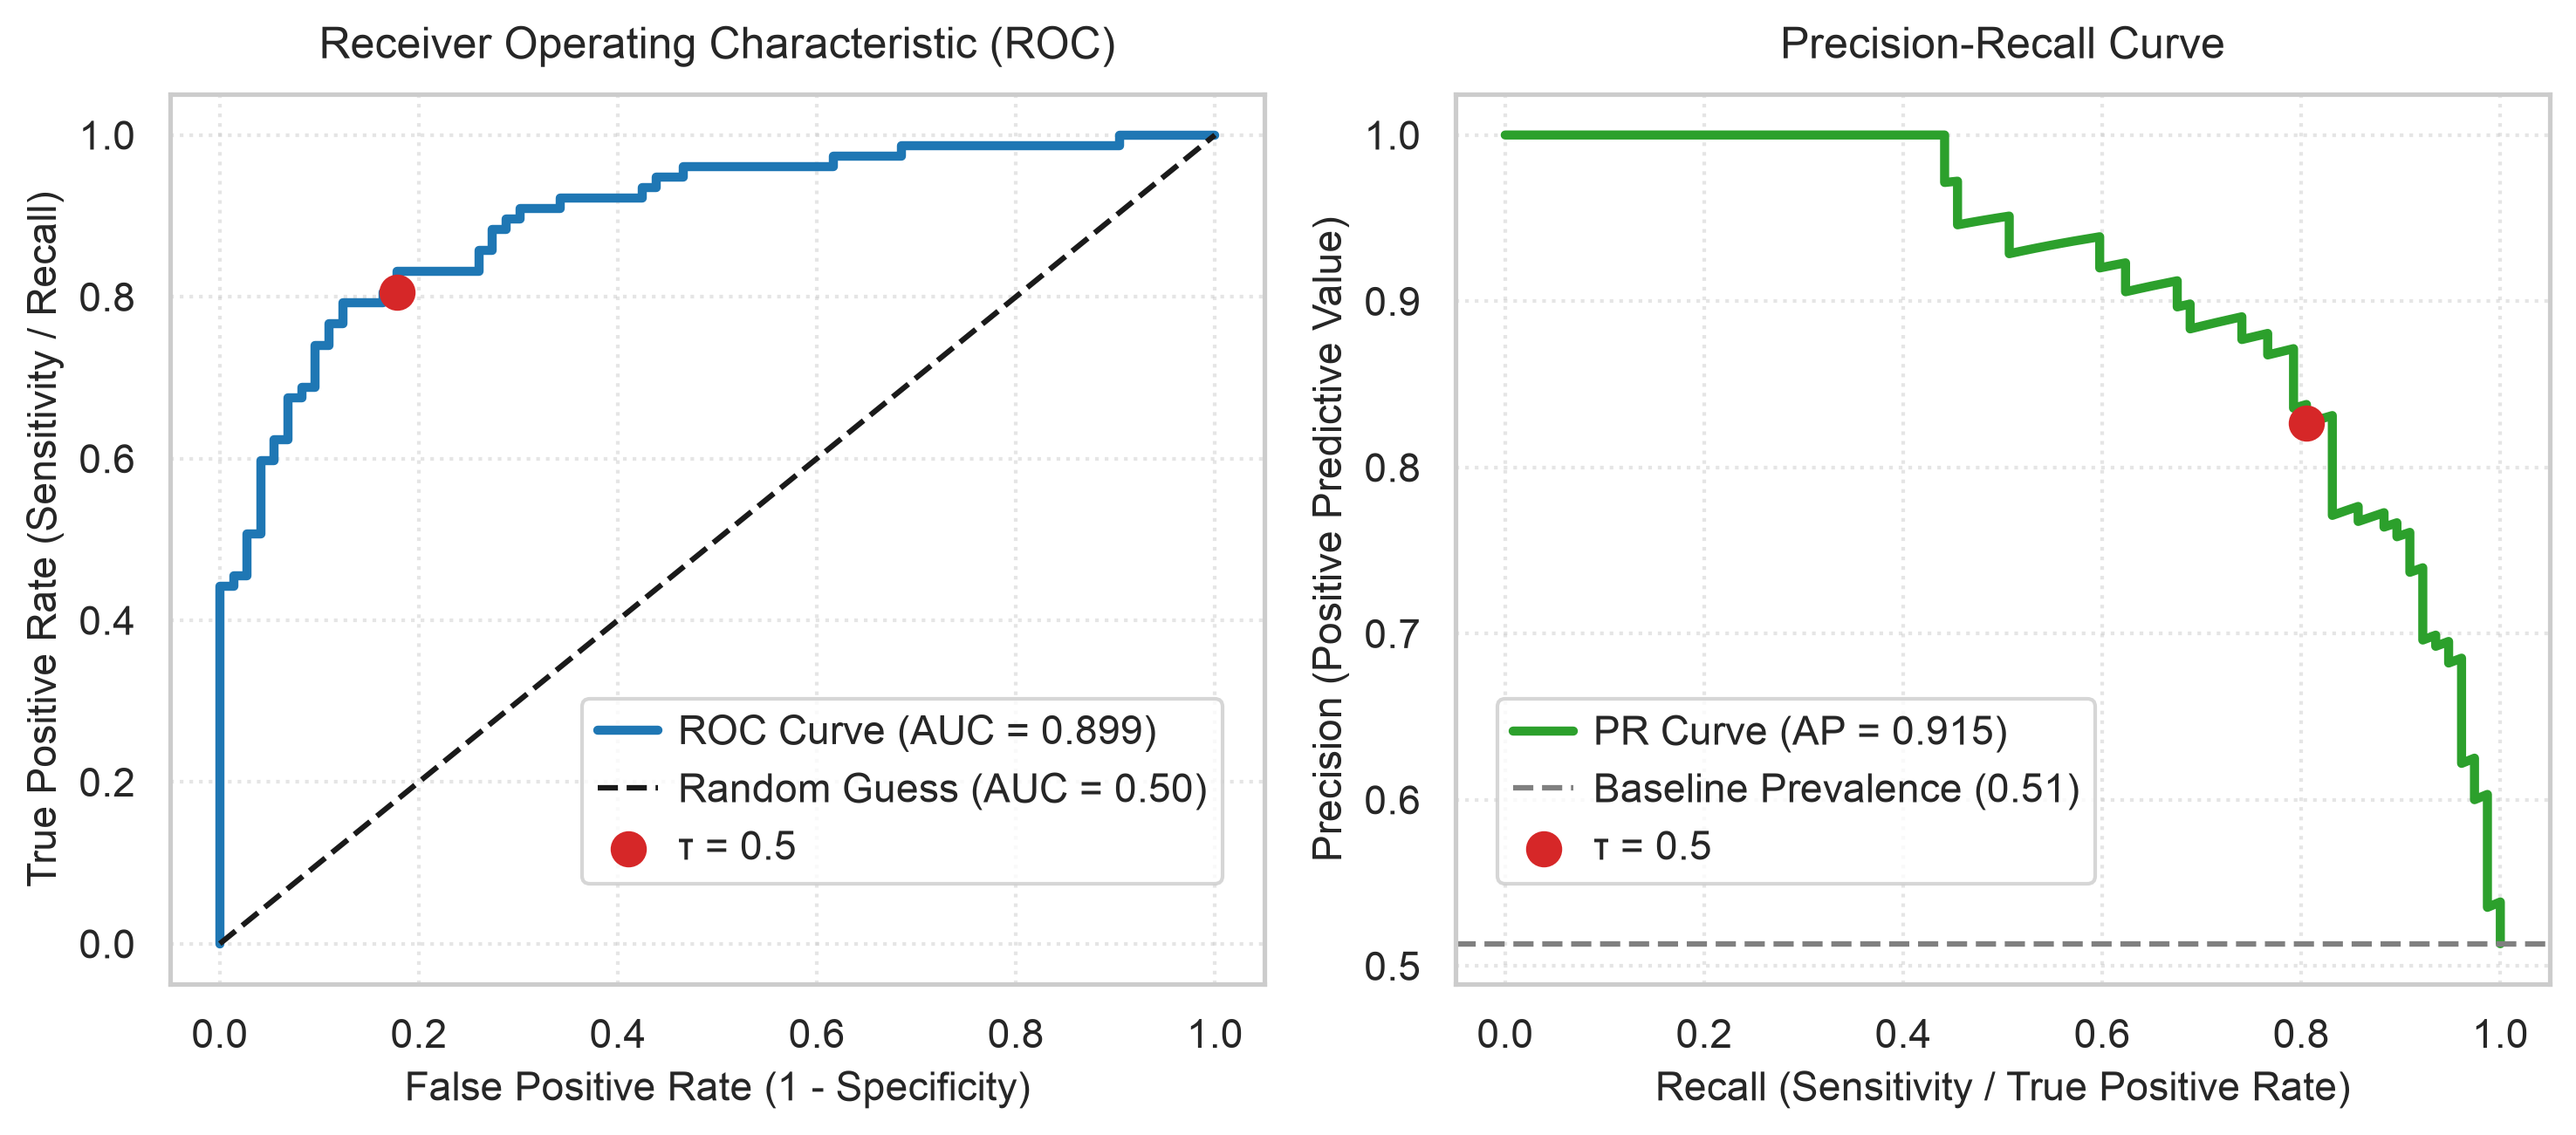 Receiver Operating Characteristic (ROC)
True Positive Rate (Sensitivity / Recall)
1.0
0.8
0.6
0.4
0.2
0.0
ROC Curve (AUC = 0.899)
Random Guess (AUC = 0.50)
τ = 0.5
0.0 0.2 0.4 0.6 0.8 1.0
False Positive Rate (1 - Specificity)
Precision-Recall Curve
Precision (Positive Predictive Value)
1.0
0.9
0.8
0.7
0.6
0.5
PR Curve (AP = 0.915)
Baseline Prevalence (0.51)
τ = 0.5
0.0 0.2 0.4 0.6 0.8 1.0
Recall (Sensitivity / True Positive Rate)